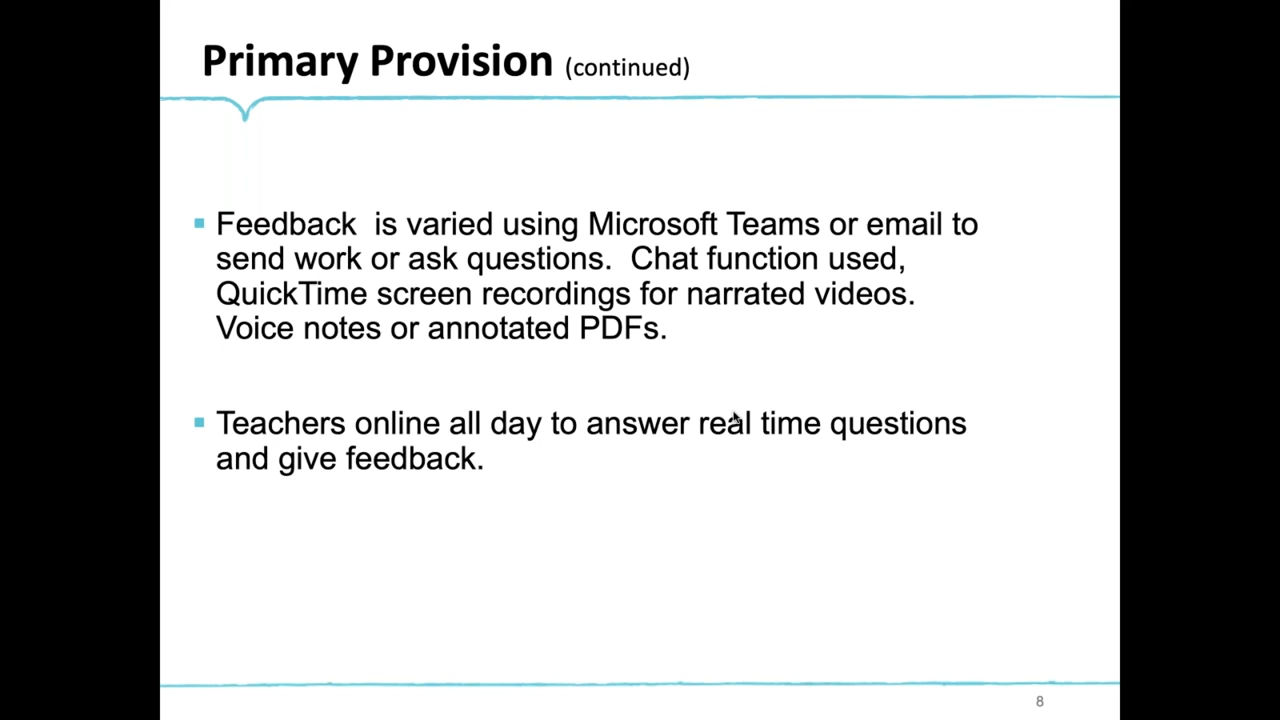 Primary Provision (continued)
Feedback  is varied using Microsoft Teams or email to
send work or ask questions.  Chat function used,
QuickTime screen recordings for narrated videos.
Voice notes or annotated PDFs.
Teachers online all day to answer real time questions
and give feedback.
8